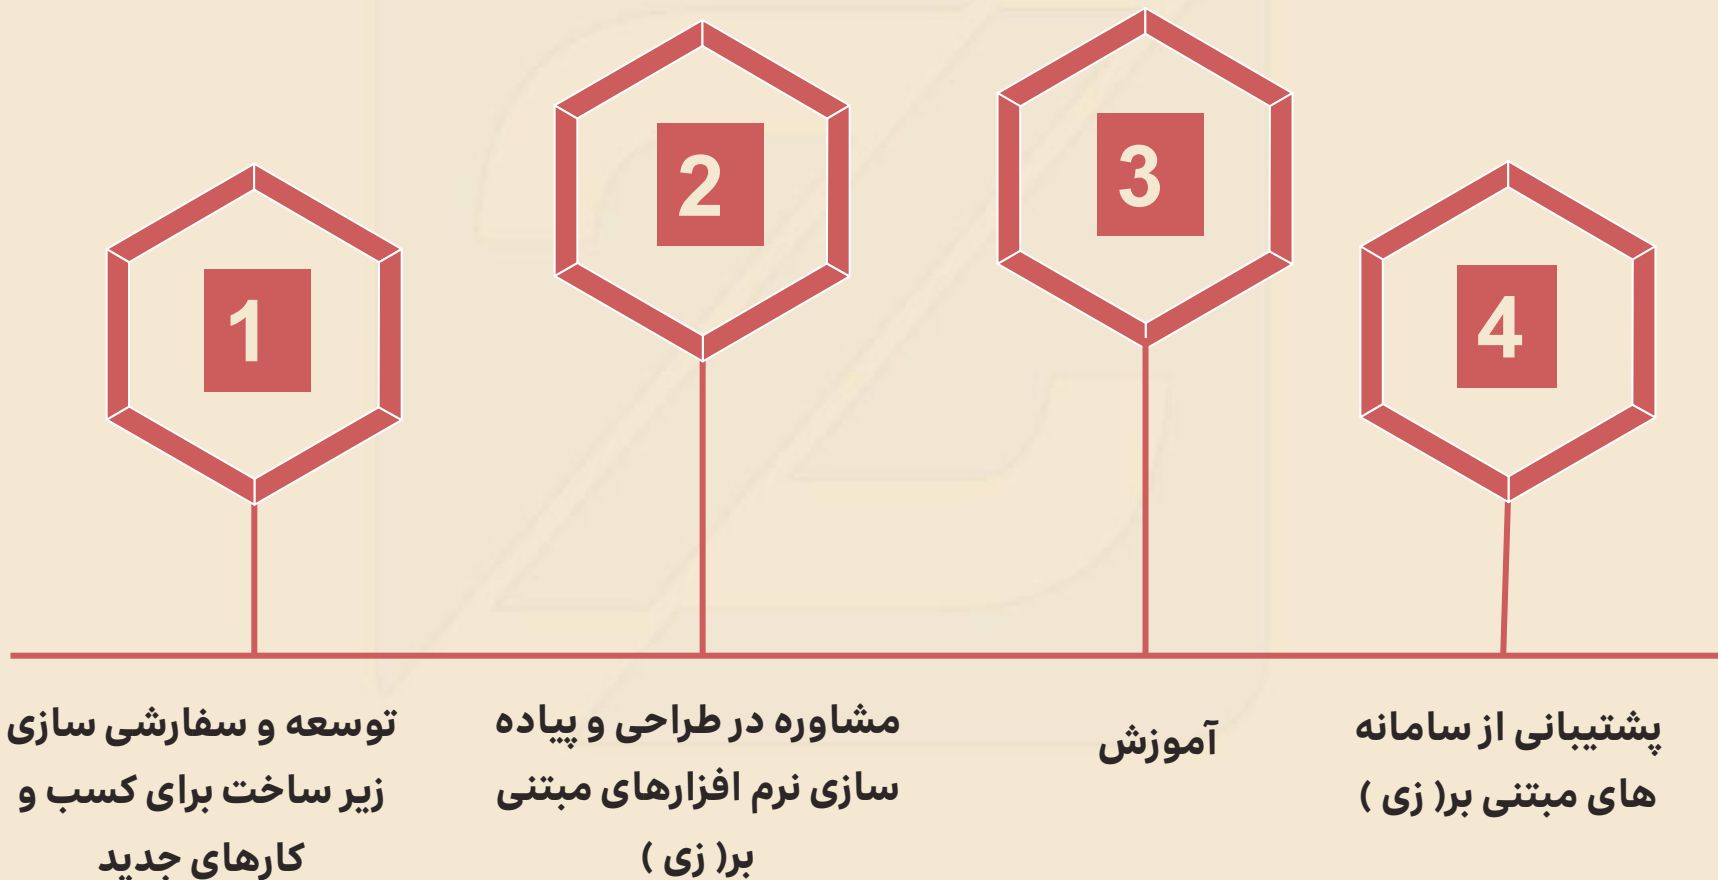 1
2
3
4
توسعه و سفارشی سازی
زیر ساخت برای کسب و
کارهای جدید
مشاوره در طراحی و پیاده
سازی نرم افزارهای مبتنی
بر( زی )
آموزش
پشتیبانی از سامانه
های مبتنی بر( زی )